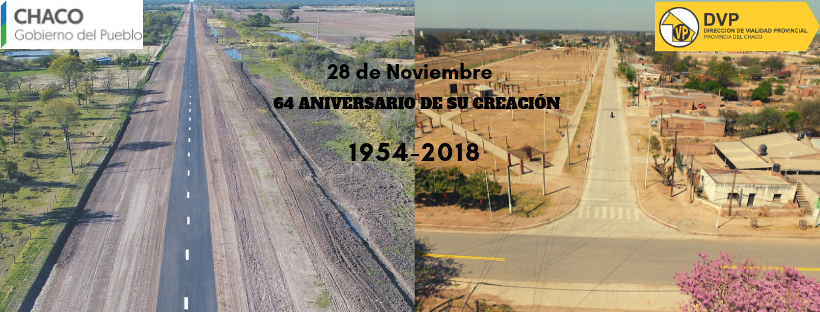 CHACO
Gobierno del Pueblo
DVP
DIRECCIÓN DE VIALIDAD PROVINCIAL
PROVINCIA DEL CHACO
VP
28 de Noviembre
64 ANIVERSARIO DE SU CREACIÓN
1954-2018